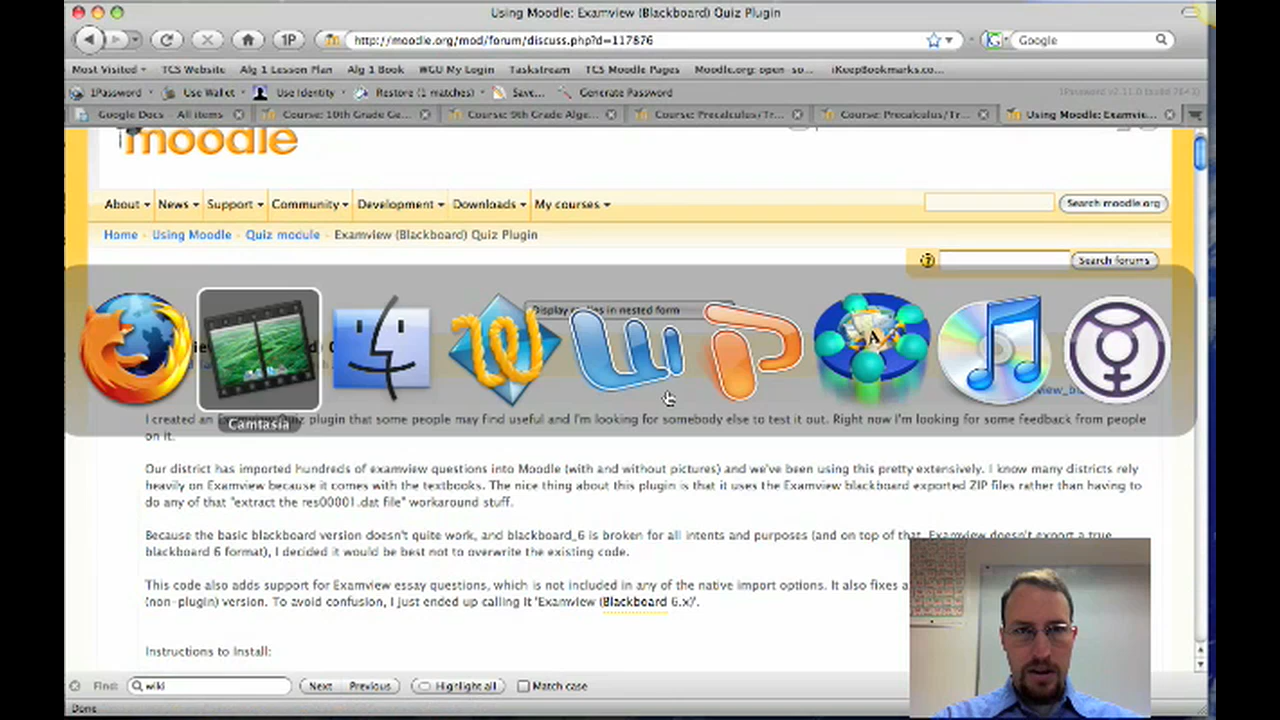 Using Moodle: Examview (Blackboard) Quiz Plugin
1P http://moodle.org/mod/forum/discuss.php?d=117876 Google
Most Visited TCS Website Alg 1 Lesson Plan Alg 1 Book WGU My Login Taskstream TCS Moodle Pages Moodle.org: open-so... iKeepBookmarks.co...
1Password Use Wallet Use Identity Restore (1 matches) Save... Generate Password 1Password v2.11.0 (build 7643)
Google Docs - All items Course: 10th Grade Ge... Course: 9th Grade Alge... Course: Precalculus/Tr... Course: Precalculus/Tr... Using Moodle: Examvie...
moodle
About News Support Community Development Downloads My courses Search moodle.org
Home Using Moodle Quiz module Examview (Blackboard) Quiz Plugin
Search forums
Display replies in nested form
Camtasia
I created an Examview Quiz plugin that some people may find useful and I'm looking for somebody else to test it out. Right now I'm looking for some feedback from people
on it.
Our district has imported hundreds of examview questions into Moodle (with and without pictures) and we've been using this pretty extensively. I know many districts rely
heavily on Examview because it comes with the textbooks. The nice thing about this plugin is that it uses the Examview blackboard exported ZIP files rather than having to
do any of that "extract the res00001.dat file" workaround stuff.
Because the basic blackboard version doesn't quite work, and blackboard_6 is broken for all intents and purposes (and on top of that, Examview doesn't export a true
blackboard 6 format), I decided it would be best not to overwrite the existing code.
This code also adds support for Examview essay questions, which is not included in any of the native import options. It also fixes a
(non-plugin) version. To avoid confusion, I just ended up calling it 'Examview (Blackboard 6.x)'.
Instructions to Install:
Find: wiki Next Previous Highlight all Match case
Done